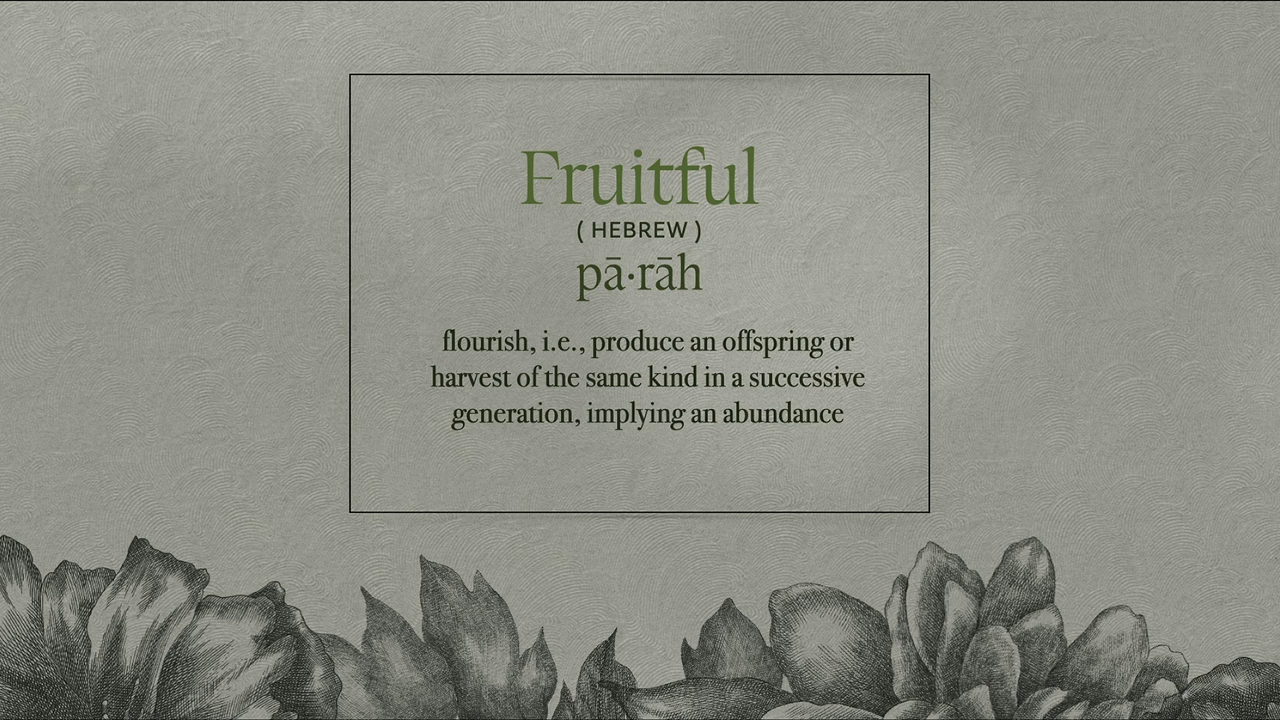 Fruitful
( HEBREW )
pā·rāh
flourish, i.e., produce an offspring or
harvest of the same kind in a successive
generation, implying an abundance